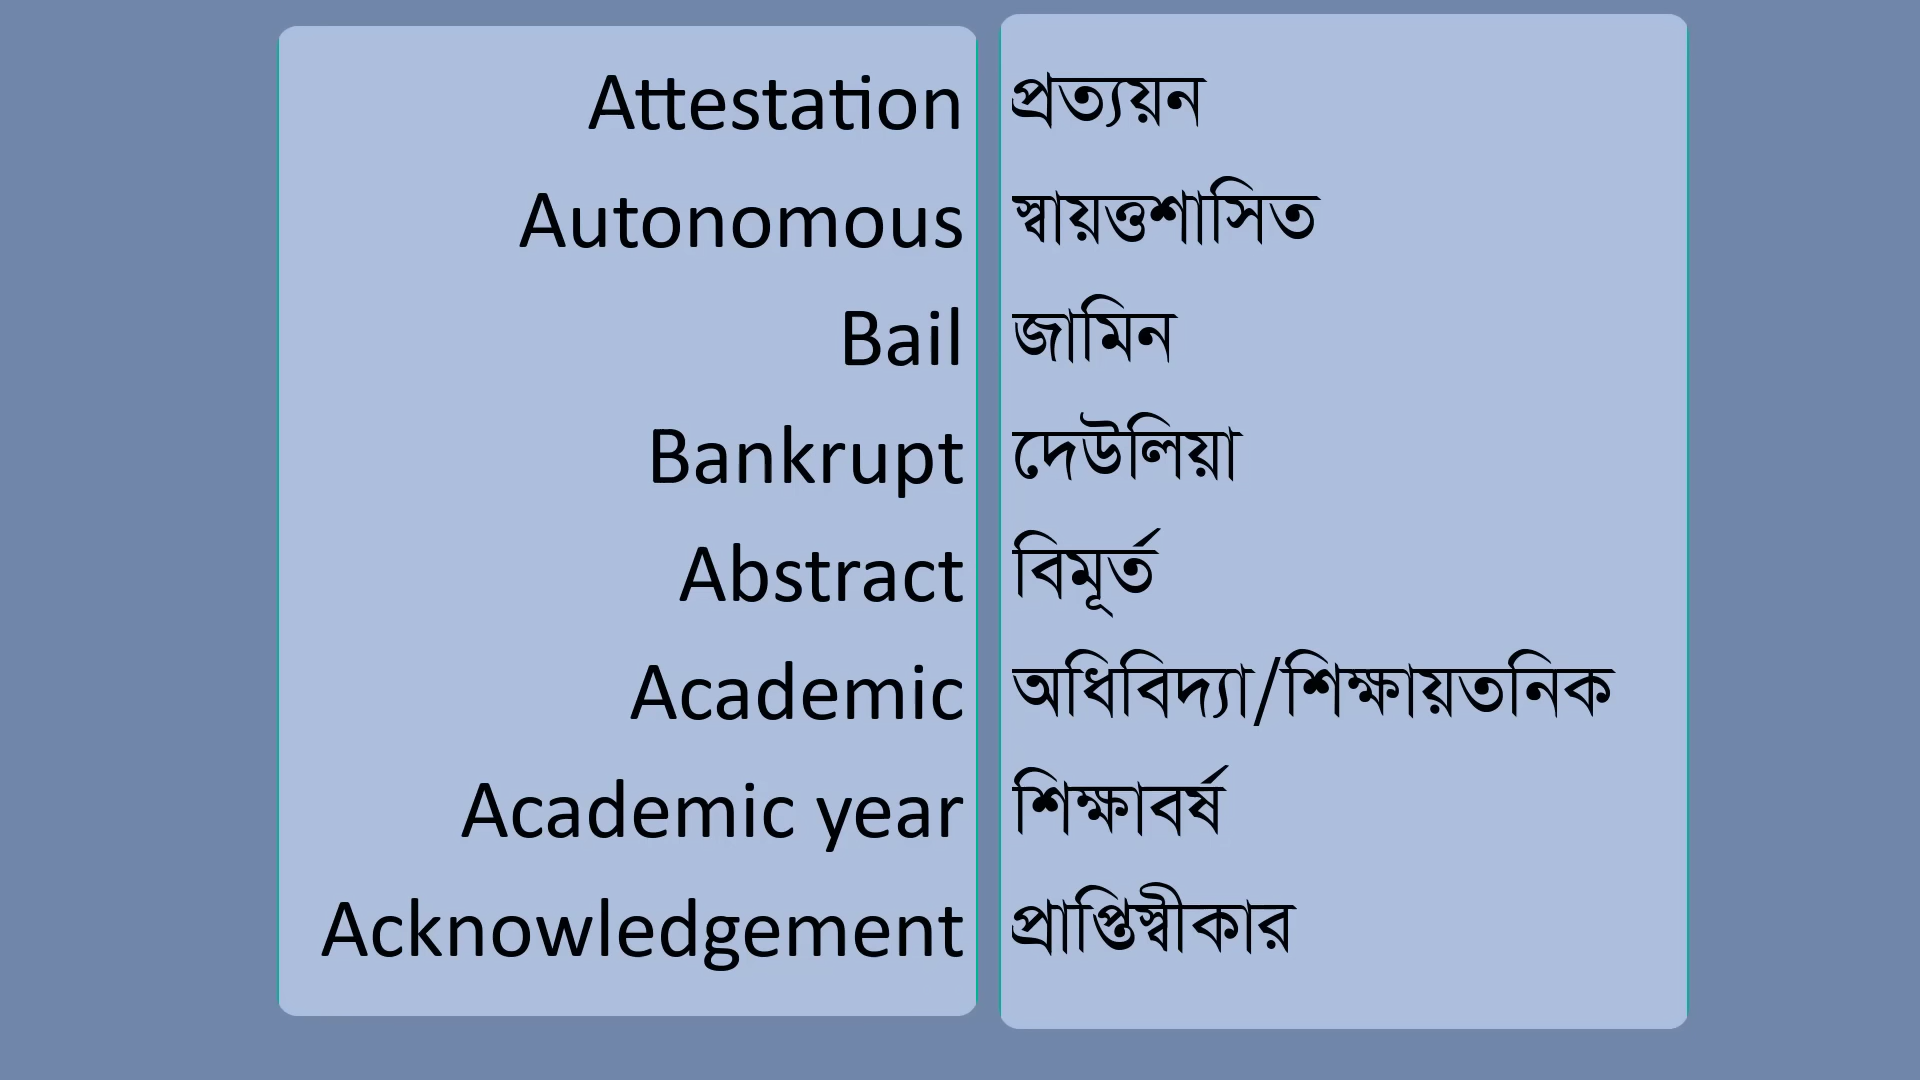 Attestation প্রত্যয়ন
Autonomous স্বায়ত্তশাসিত
Bail জামিন
Bankrupt দেউলিয়া
Abstract বিমূর্ত
Academic অধিবিদ্যা/শিক্ষায়তনিক
Academic year শিক্ষাবর্ষ
Acknowledgement প্রাপ্তিস্বীকার